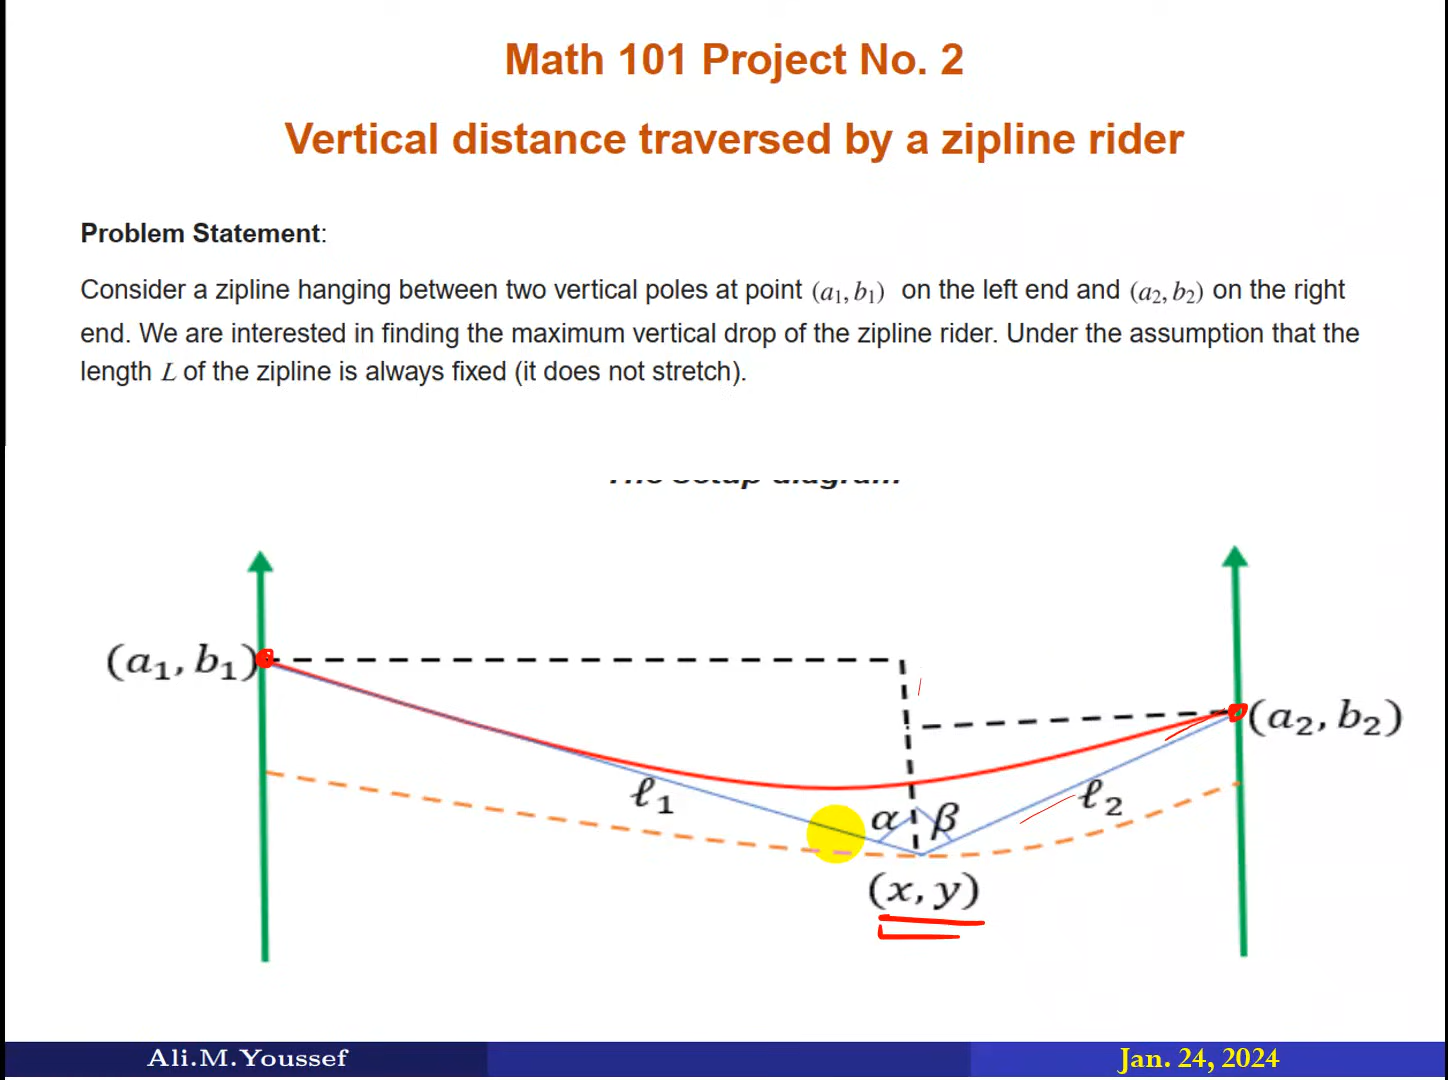 Math 101 Project No. 2
Vertical distance traversed by a zipline rider
Problem Statement:
Consider a zipline hanging between two vertical poles at point (a₁, b₁) on the left end and (a₂, b₂) on the right
end. We are interested in finding the maximum vertical drop of the zipline rider. Under the assumption that the
length L of the zipline is always fixed (it does not stretch).
The Setup diagram
(a₁, b₁)
(a₂, b₂)
ℓ₁
ℓ₂
α
β
(x, y)
Ali.M.Youssef
Jan. 24, 2024